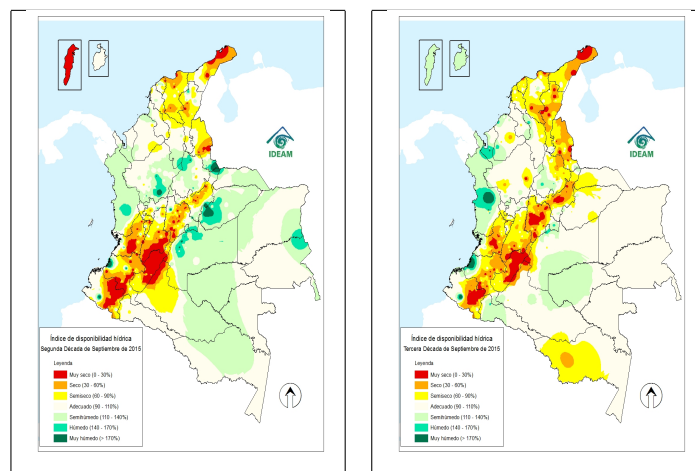 IDEAM
Índice de disponibilidad hídrica
Segunda Década de Septiembre de 2015
Leyenda
Muy seco (0 - 30%)
Seco (30 - 60%)
Semiseco (60 - 90%)
Adecuado (90 - 110%)
Semihúmedo (110 - 140%)
Húmedo (140 - 170%)
Muy húmedo (> 170%)
IDEAM
Índice de disponibilidad hídrica
Tercera Década de Septiembre de 2015
Leyenda
Muy seco (0 - 30%)
Seco (30 - 60%)
Semiseco (60 - 90%)
Adecuado (90 - 110%)
Semihúmedo (110 - 140%)
Húmedo (140 - 170%)
Muy húmedo (> 170%)